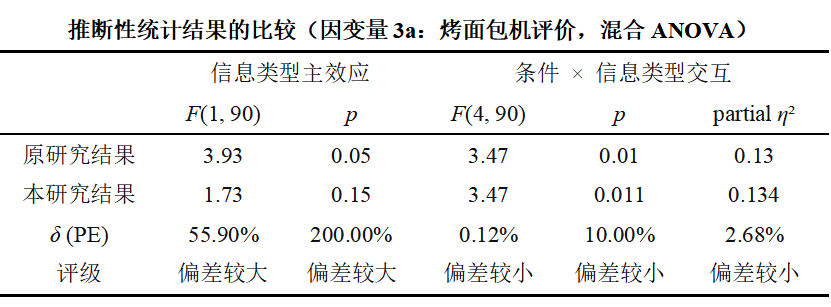 推断性统计结果的比较（因变量 3a：烤面包机评价，混合 ANOVA）
信息类型主效应 条件 × 信息类型交互
F(1, 90) p F(4, 90) p partial η²
原研究结果 3.93 0.05 3.47 0.01 0.13
本研究结果 1.73 0.15 3.47 0.011 0.134
δ (PE) 55.90% 200.00% 0.12% 10.00% 2.68%
评级 偏差较大 偏差较大 偏差较小 偏差较小 偏差较小